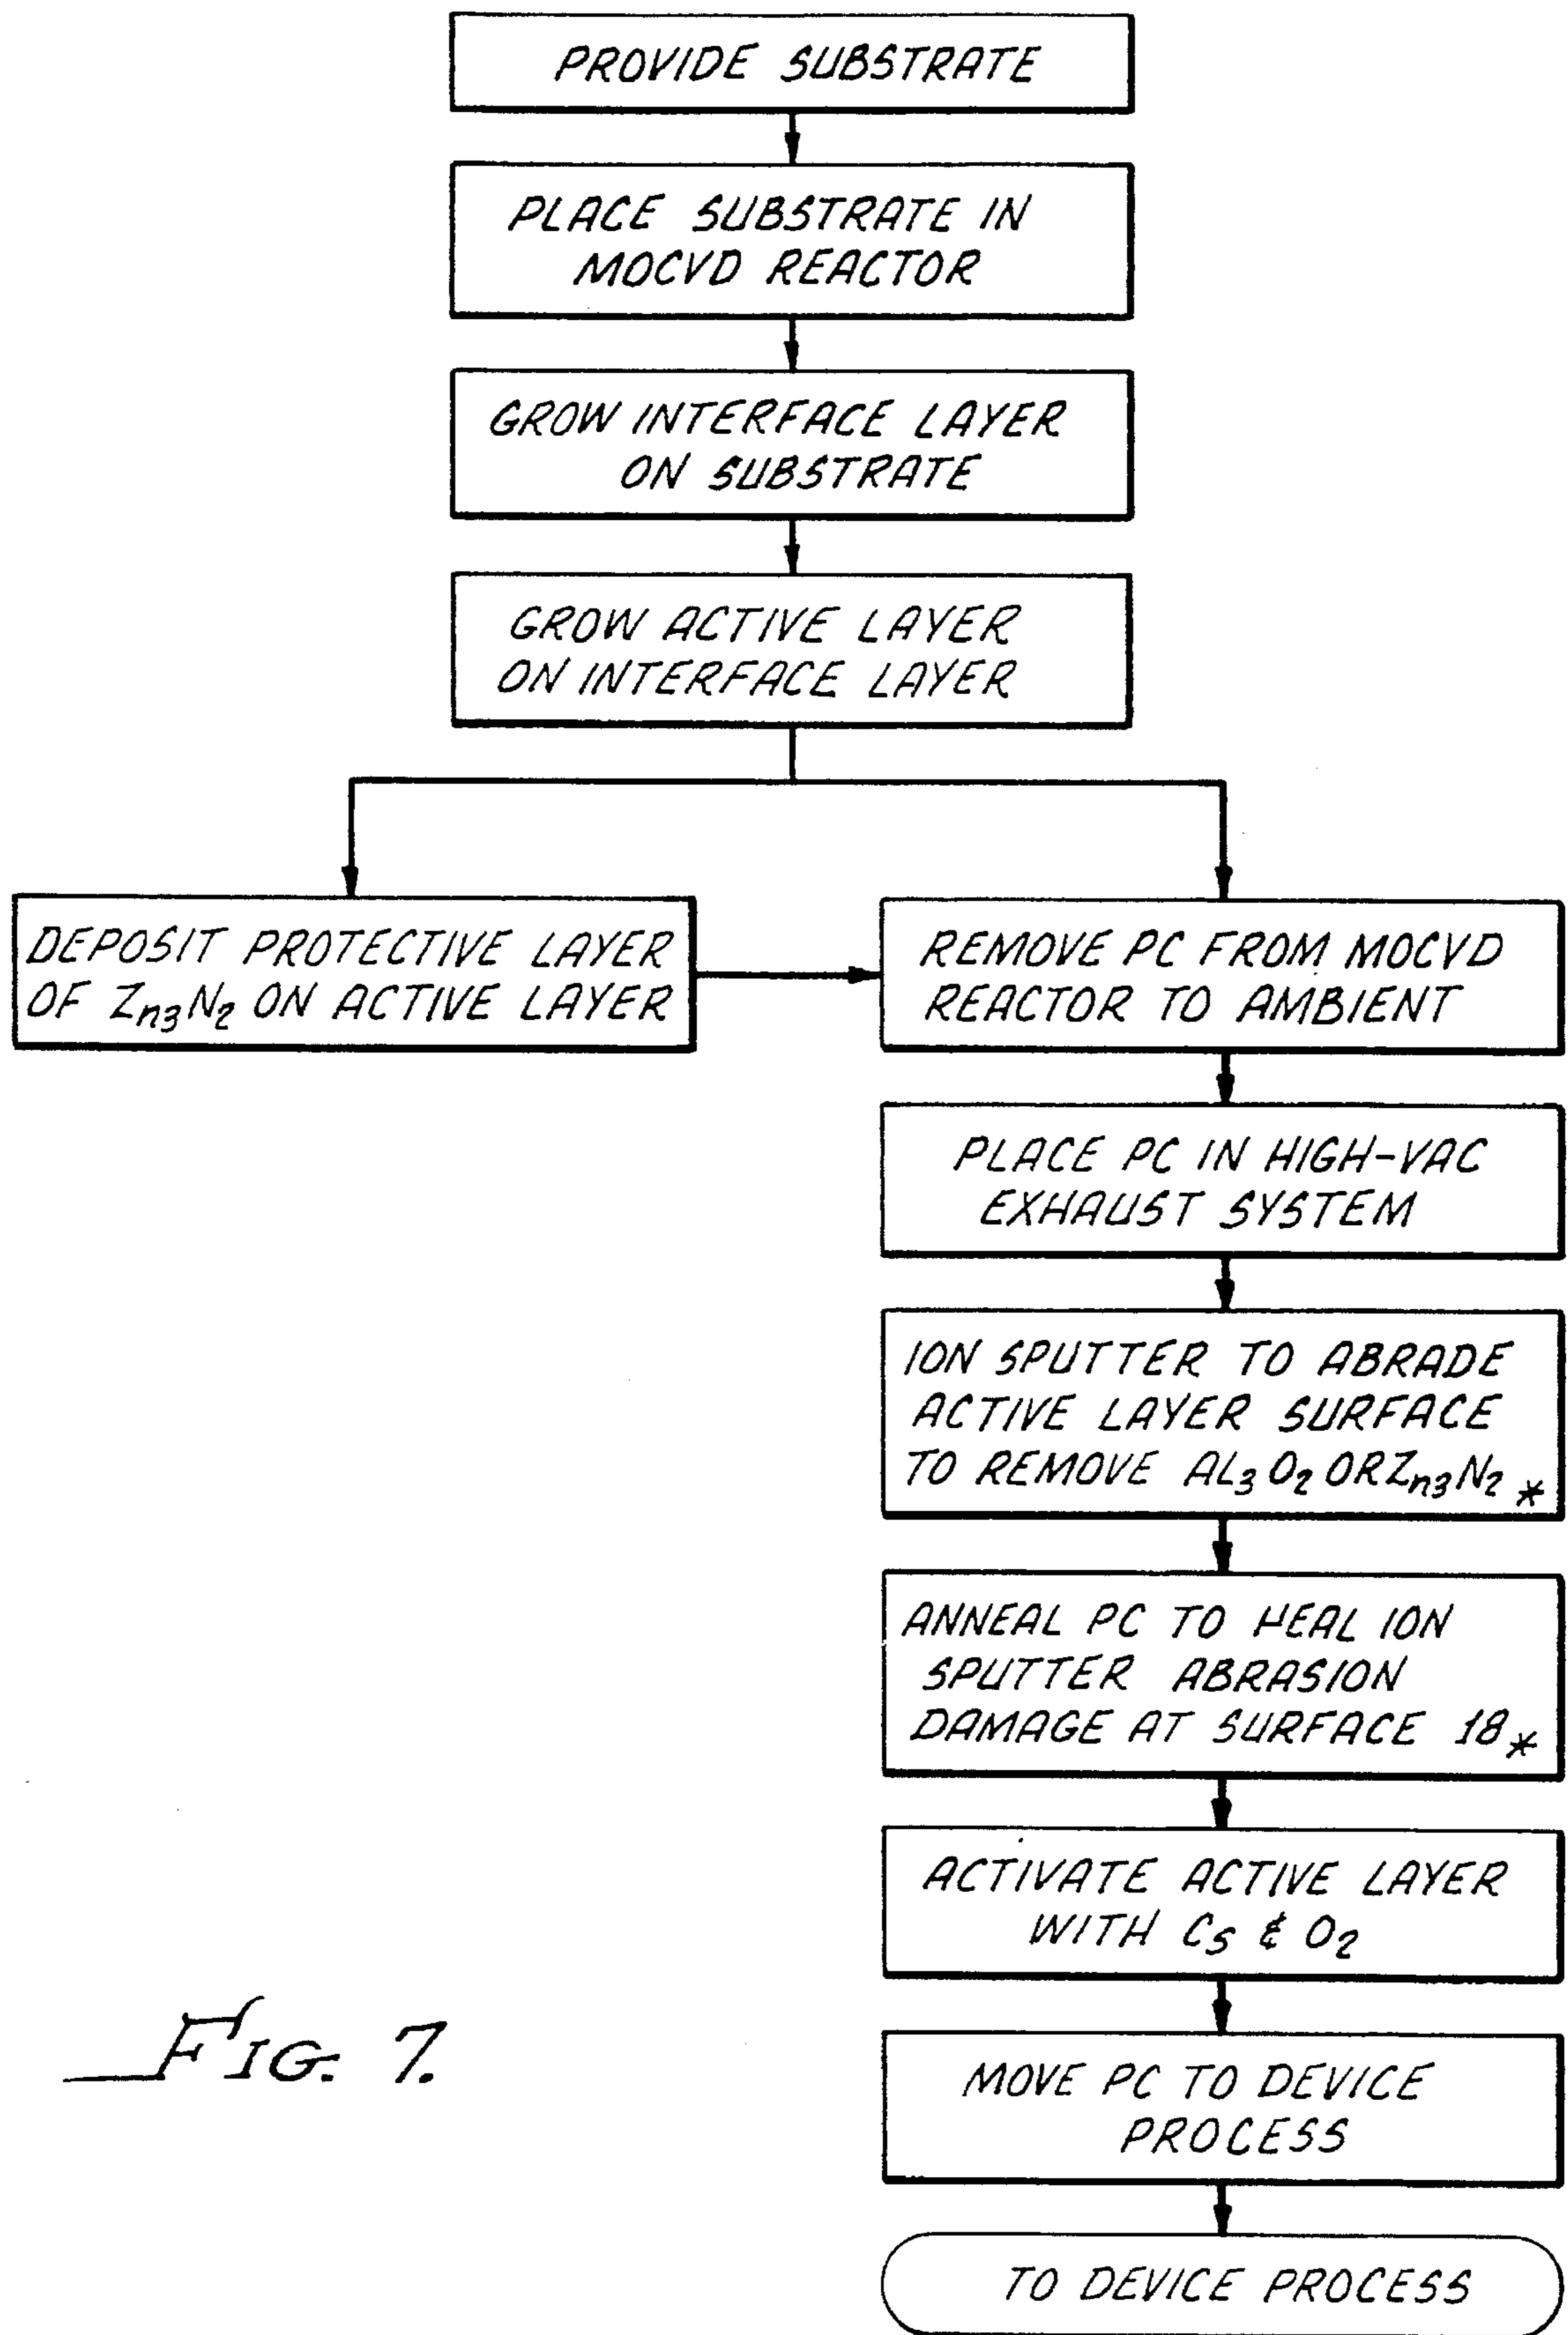 PROVIDE SUBSTRATE
PLACE SUBSTRATE IN
MOCVD REACTOR
GROW INTERFACE LAYER
ON SUBSTRATE
GROW ACTIVE LAYER
ON INTERFACE LAYER
DEPOSIT PROTECTIVE LAYER
OF Zn₃N₂ ON ACTIVE LAYER
REMOVE PC FROM MOCVD
REACTOR TO AMBIENT
PLACE PC IN HIGH-VAC
EXHAUST SYSTEM
ION SPUTTER TO ABRADE
ACTIVE LAYER SURFACE
TO REMOVE AL₃O₂ OR Zn₃N₂ *
ANNEAL PC TO HEAL ION
SPUTTER ABRASION
DAMAGE AT SURFACE 18 *
ACTIVATE ACTIVE LAYER
WITH Cs & O₂
MOVE PC TO DEVICE
PROCESS
TO DEVICE PROCESS
FIG. 7.